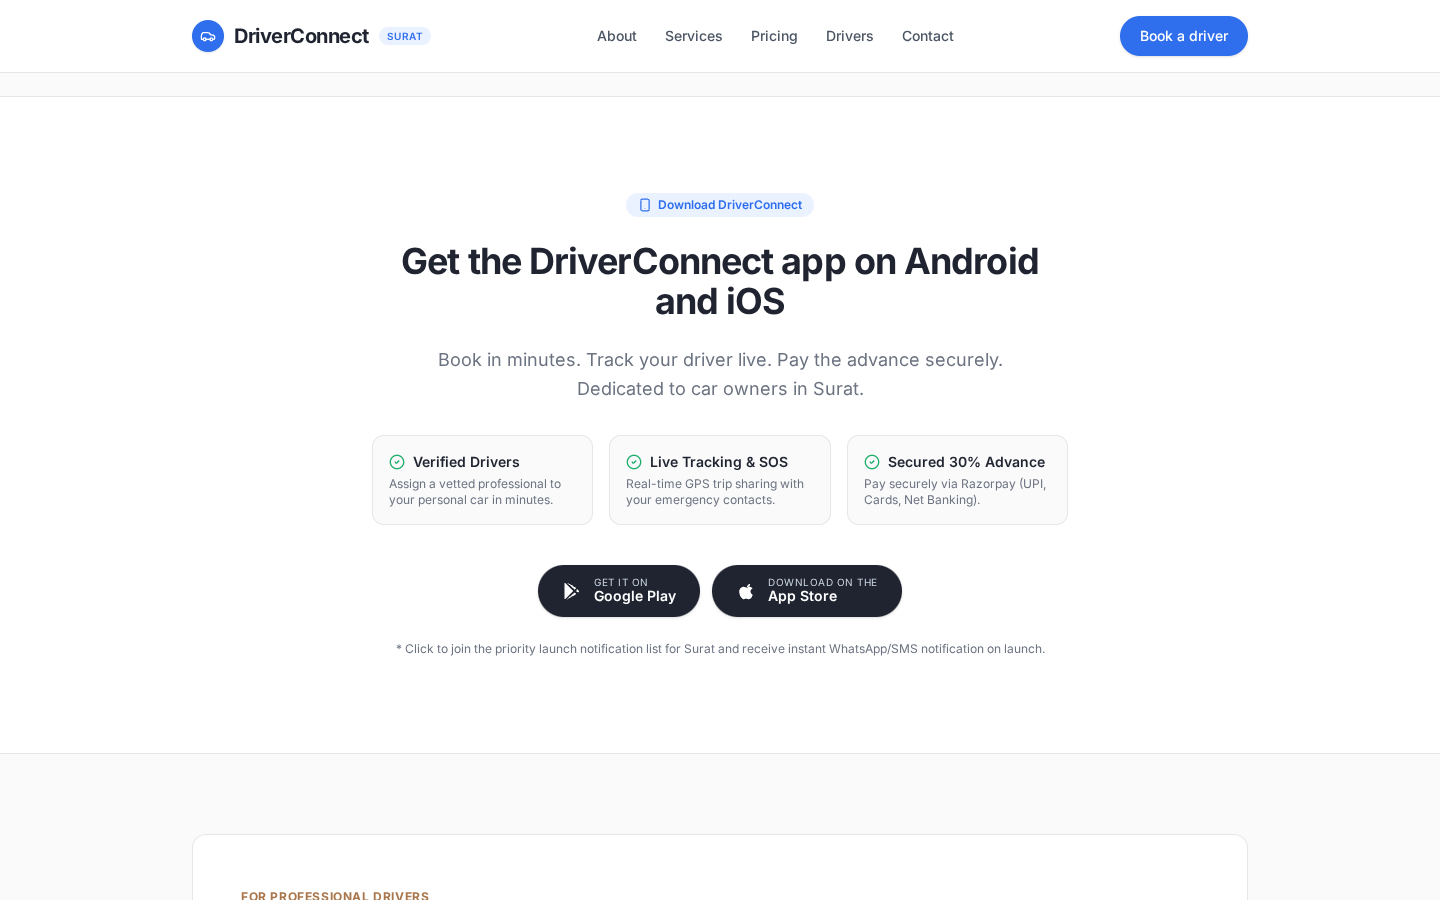 DriverConnect SURAT
About Services Pricing Drivers Contact
Book a driver
Download DriverConnect
Get the DriverConnect app on Android
and iOS
Book in minutes. Track your driver live. Pay the advance securely.
Dedicated to car owners in Surat.
Verified Drivers
Assign a vetted professional to
your personal car in minutes.
Live Tracking & SOS
Real-time GPS trip sharing with
your emergency contacts.
Secured 30% Advance
Pay securely via Razorpay (UPI,
Cards, Net Banking).
GET IT ON
Google Play
DOWNLOAD ON THE
App Store
* Click to join the priority launch notification list for Surat and receive instant WhatsApp/SMS notification on launch.
FOR PROFESSIONAL DRIVERS